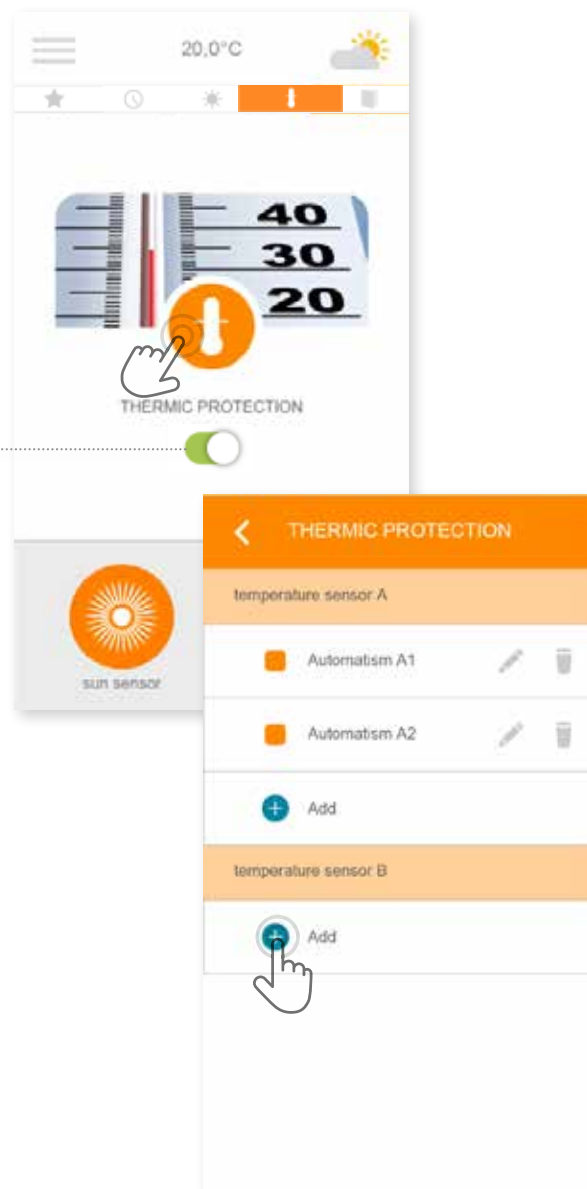 20,0°C
40
30
20
THERMIC PROTECTION
sun sensor
THERMIC PROTECTION
temperature sensor A
Automatism A1
Automatism A2
Add
temperature sensor B
Add